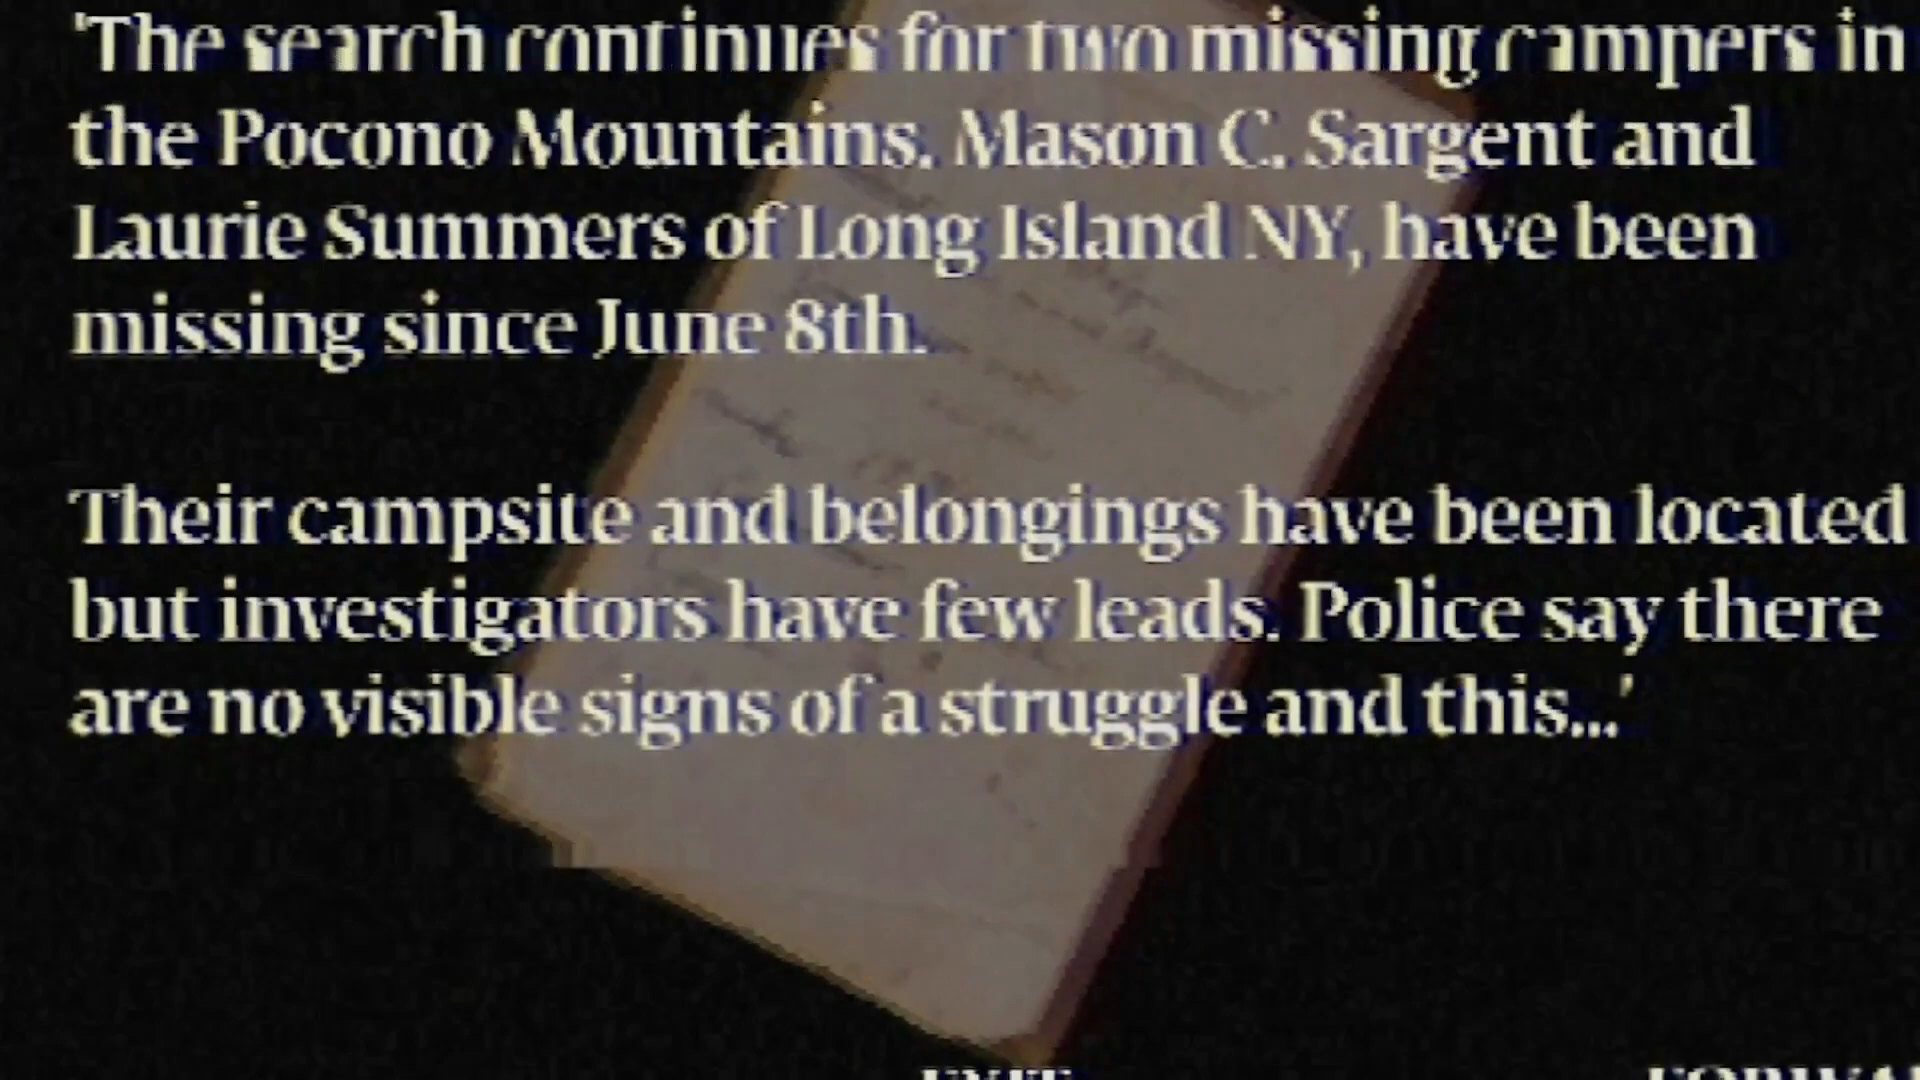 'The search continues for two missing campers in
the Pocono Mountains. Mason C. Sargent and
Laurie Summers of Long Island NY, have been
missing since June 8th.
Their campsite and belongings have been located
but investigators have few leads. Police say there
are no visible signs of a struggle and this...'